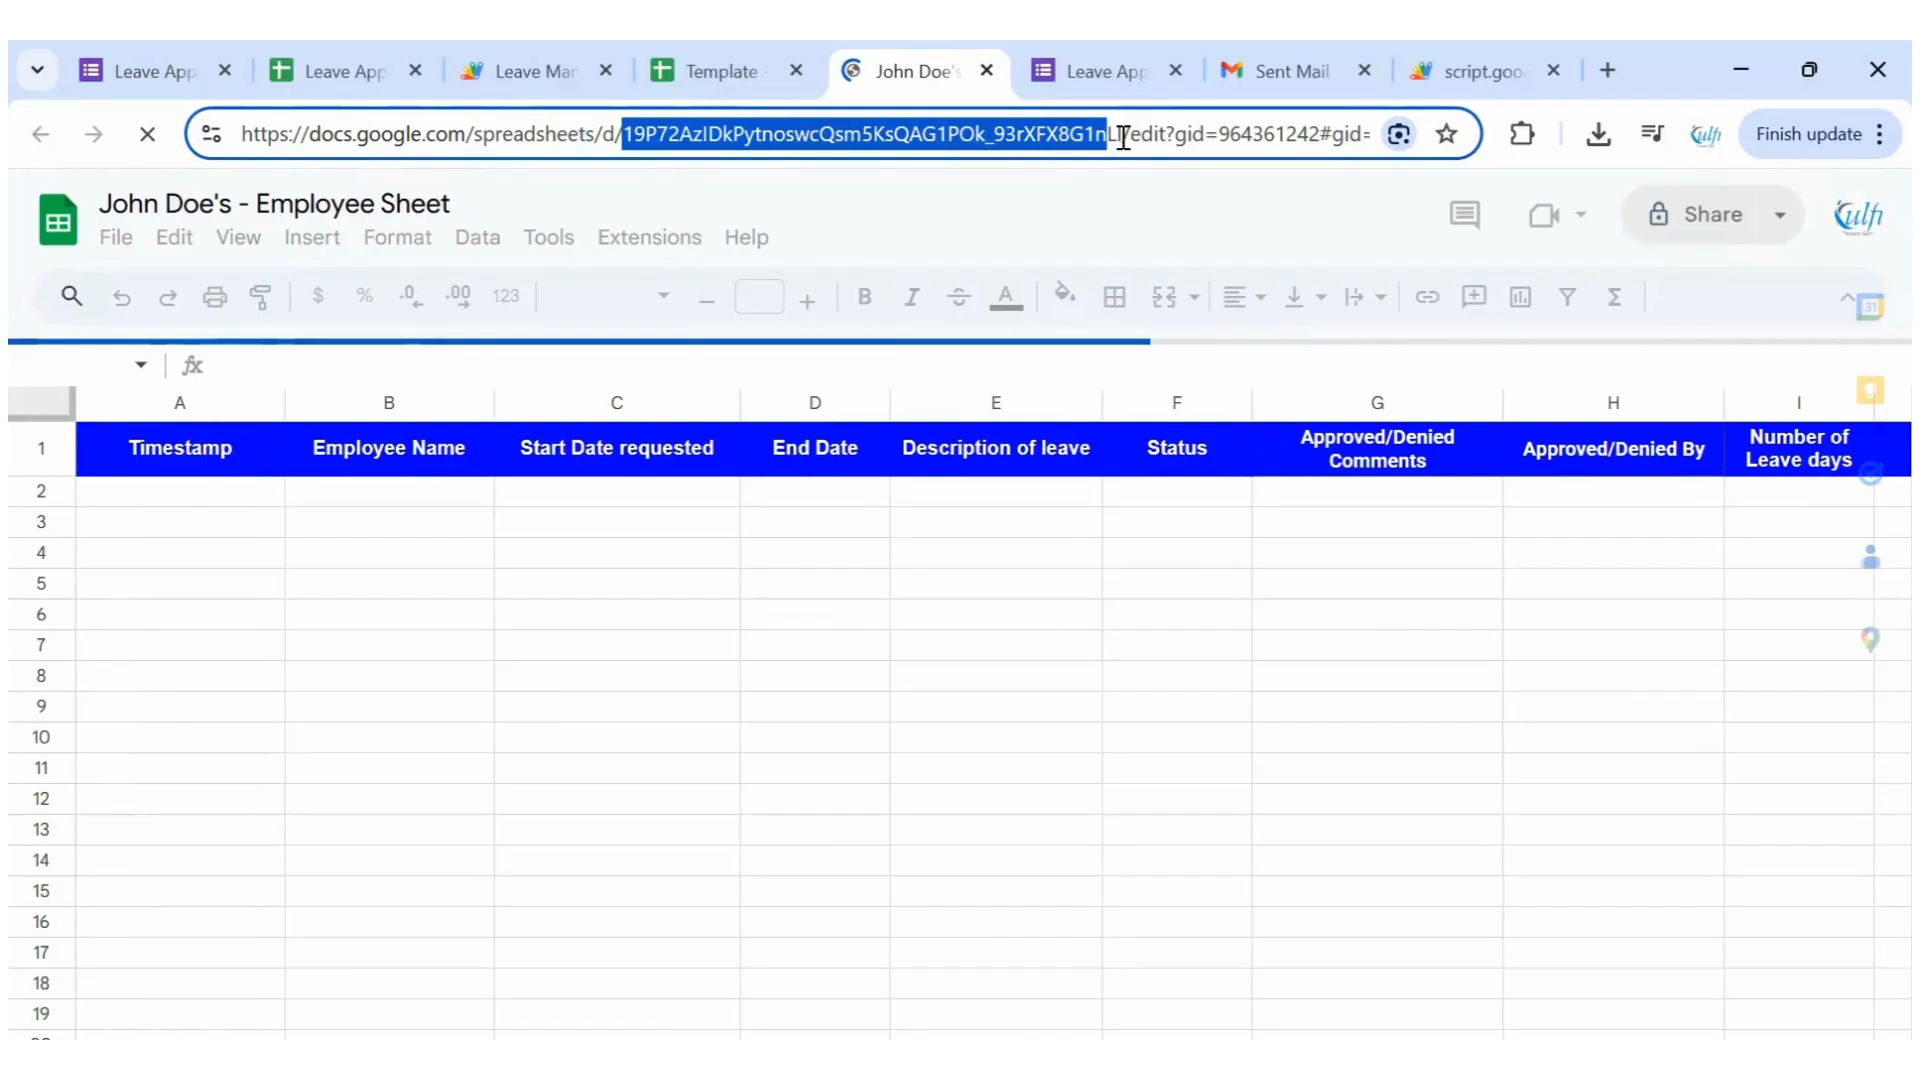 Leave App Leave App Leave Mar Template - John Doe's Leave App Sent Mail script.goo
https://docs.google.com/spreadsheets/d/19P72AzIDkPytnoswcQsm5KsQAG1POk_93rXFX8G1nLI/edit?gid=964361242#gid= Finish update
John Doe's - Employee Sheet
Share
File Edit View Insert Format Data Tools Extensions Help
$ % .0 .00 123 B I A Σ 31
fx
A B C D E F G H I
1 Timestamp Employee Name Start Date requested End Date Description of leave Status Approved/Denied Comments Approved/Denied By Number of Leave days
2
3
4
5
6
7
8
9
10
11
12
13
14
15
16
17
18
19